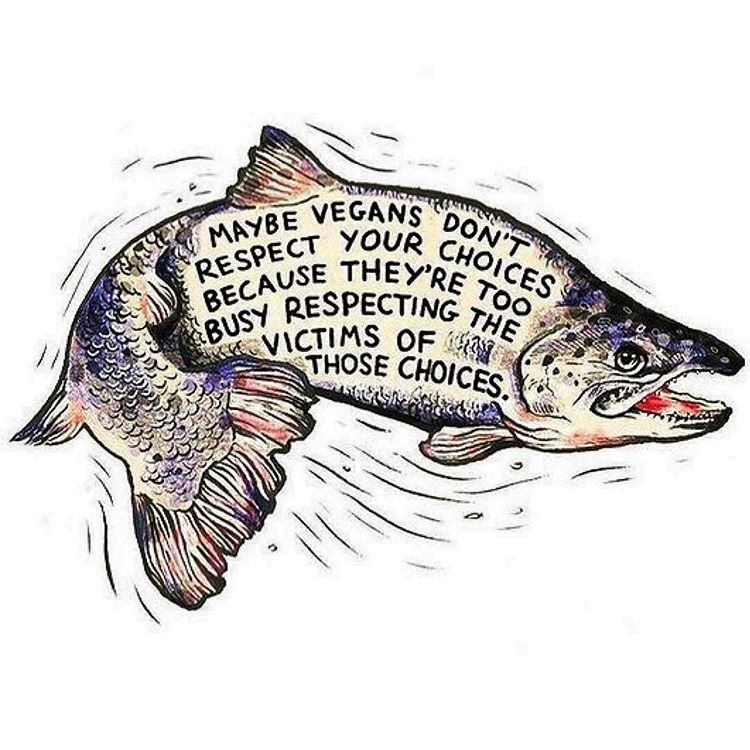 MAYBE VEGANS DON'T
RESPECT YOUR CHOICES
BECAUSE THEY'RE TOO
BUSY RESPECTING THE
VICTIMS OF
THOSE CHOICES.